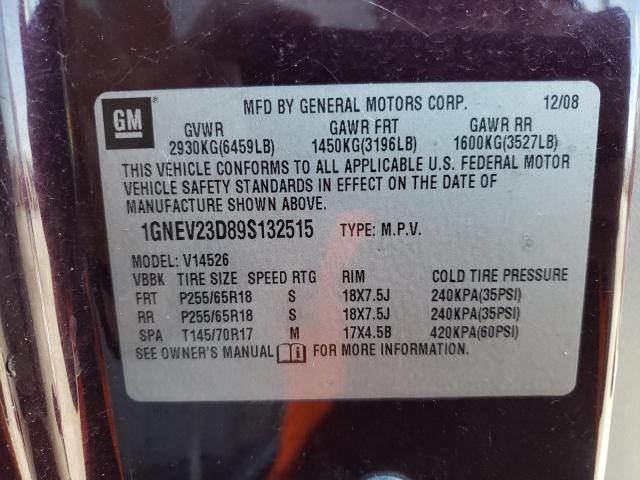 GM ®
MFD BY GENERAL MOTORS CORP. 12/08
GVWR GAWR FRT GAWR RR
2930KG(6459LB) 1450KG(3196LB) 1600KG(3527LB)
THIS VEHICLE CONFORMS TO ALL APPLICABLE U.S. FEDERAL MOTOR
VEHICLE SAFETY STANDARDS IN EFFECT ON THE DATE OF
MANUFACTURE SHOWN ABOVE.
1GNEV23D89S132515 TYPE: M.P.V.
MODEL: V14526
VBBK TIRE SIZE SPEED RTG RIM COLD TIRE PRESSURE
FRT P255/65R18 S 18X7.5J 240KPA(35PSI)
RR P255/65R18 S 18X7.5J 240KPA(35PSI)
SPA T145/70R17 M 17X4.5B 420KPA(60PSI)
SEE OWNER'S MANUAL FOR MORE INFORMATION.